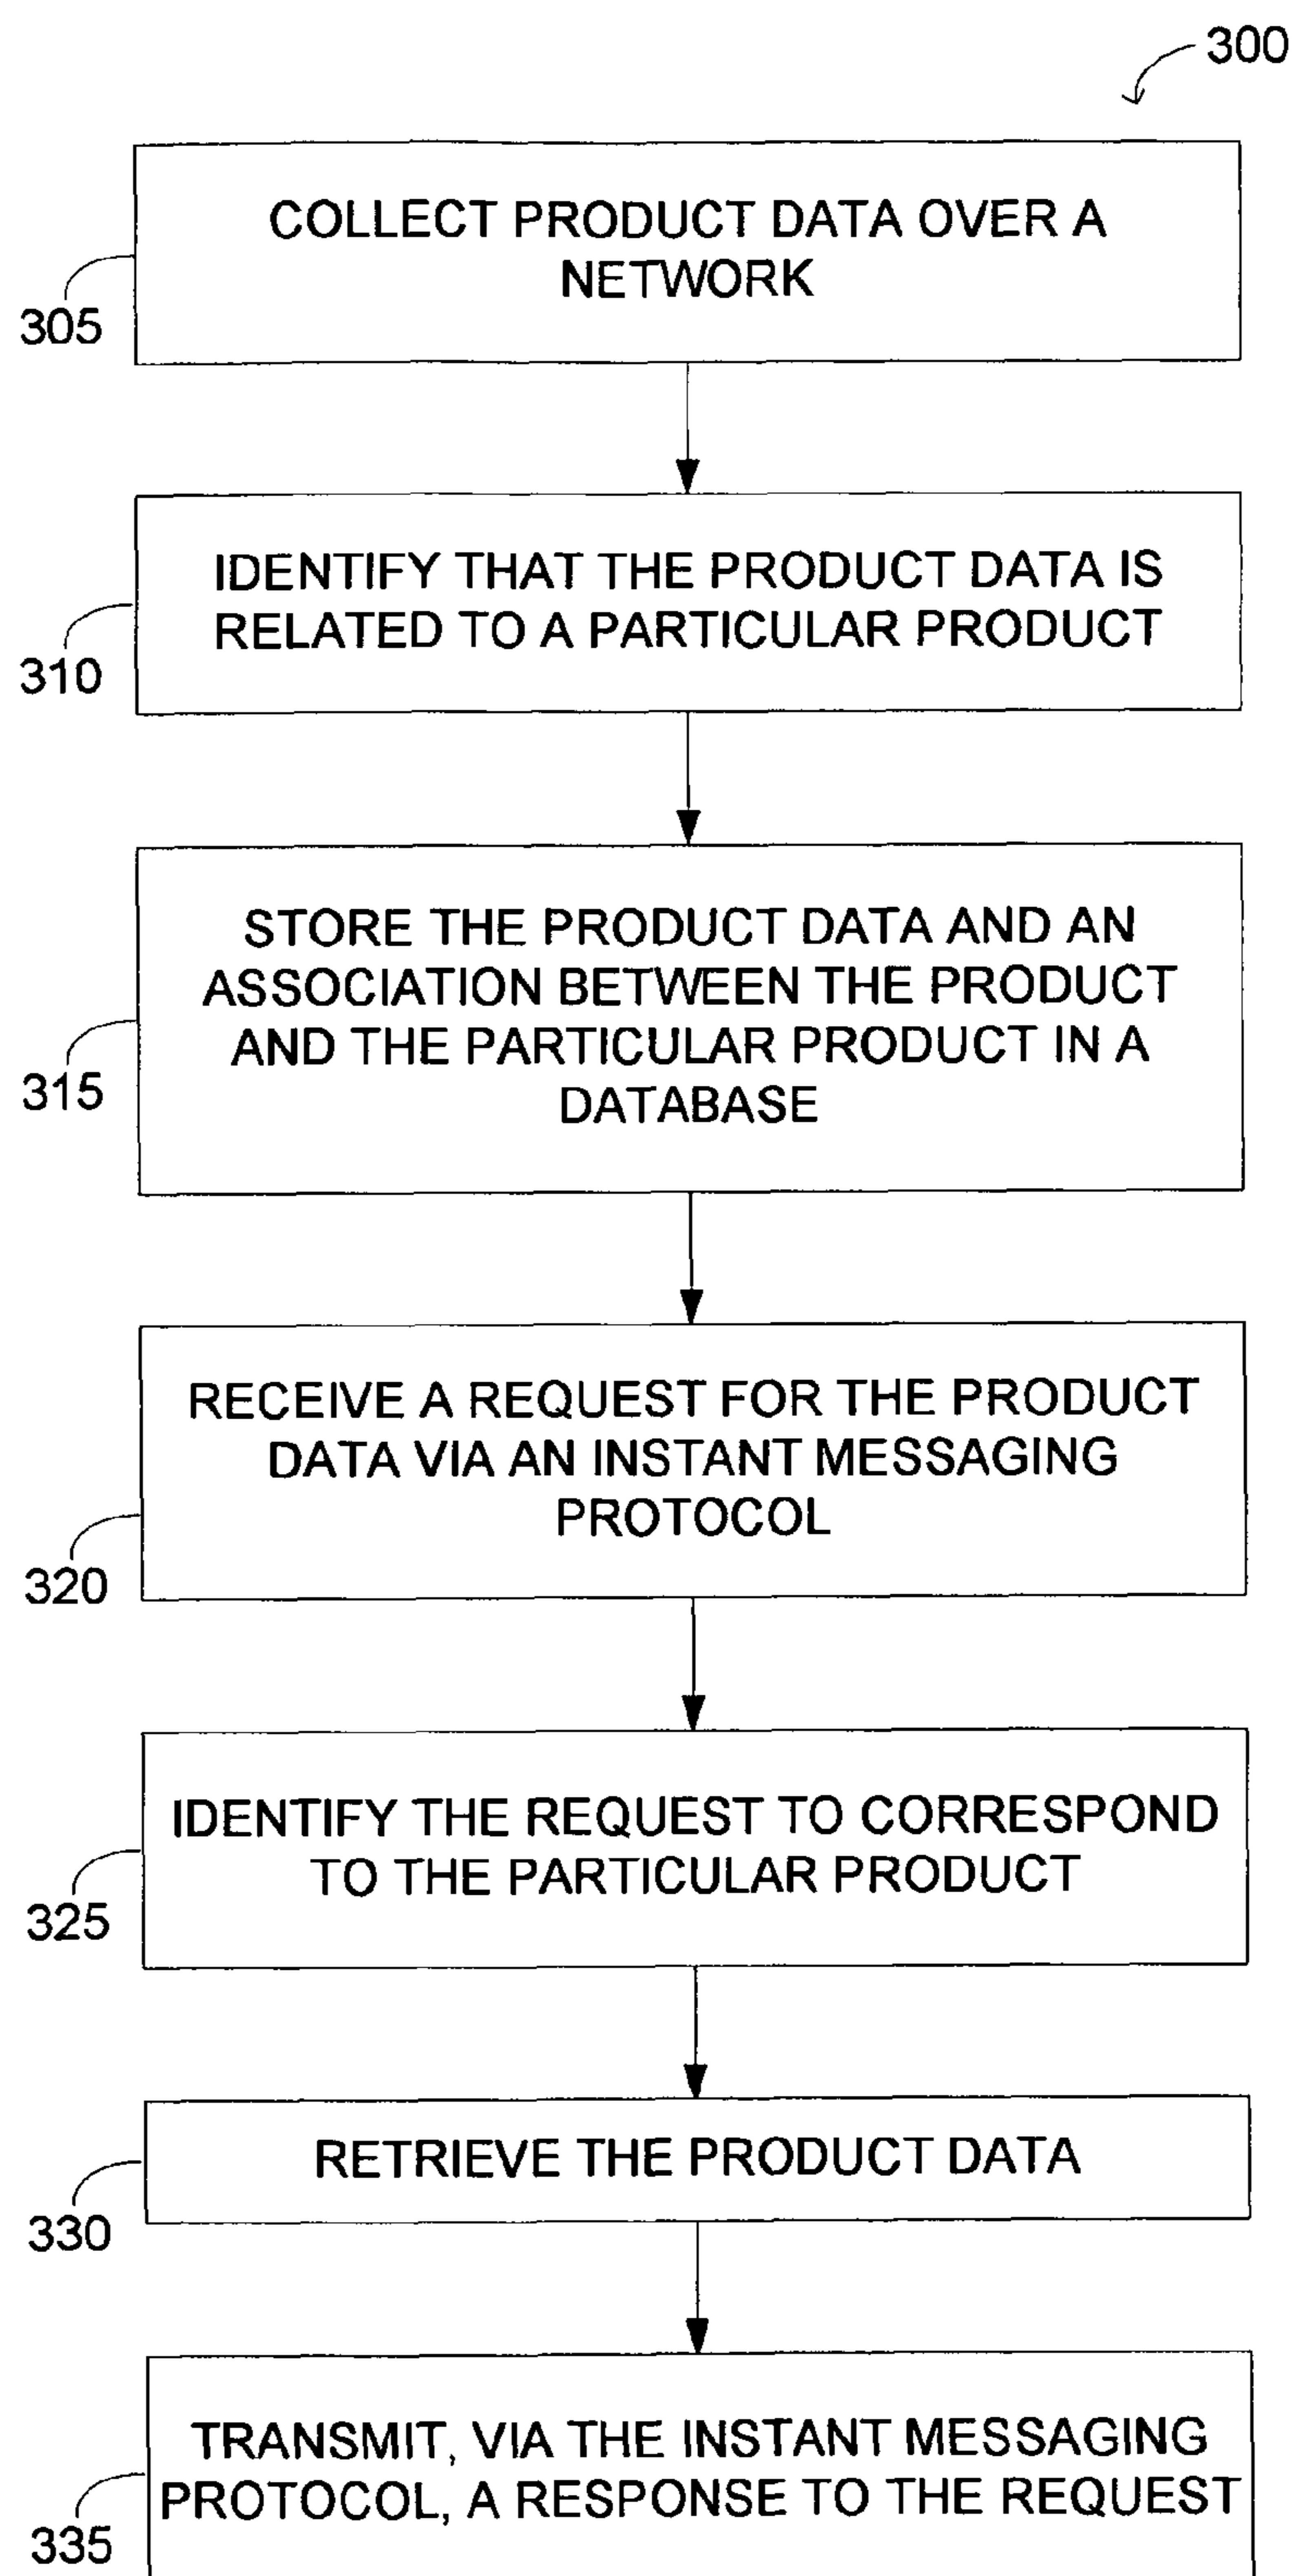 300
COLLECT PRODUCT DATA OVER A
NETWORK
305
IDENTIFY THAT THE PRODUCT DATA IS
RELATED TO A PARTICULAR PRODUCT
310
STORE THE PRODUCT DATA AND AN
ASSOCIATION BETWEEN THE PRODUCT
AND THE PARTICULAR PRODUCT IN A
DATABASE
315
RECEIVE A REQUEST FOR THE PRODUCT
DATA VIA AN INSTANT MESSAGING
PROTOCOL
320
IDENTIFY THE REQUEST TO CORRESPOND
TO THE PARTICULAR PRODUCT
325
RETRIEVE THE PRODUCT DATA
330
TRANSMIT, VIA THE INSTANT MESSAGING
PROTOCOL, A RESPONSE TO THE REQUEST
335